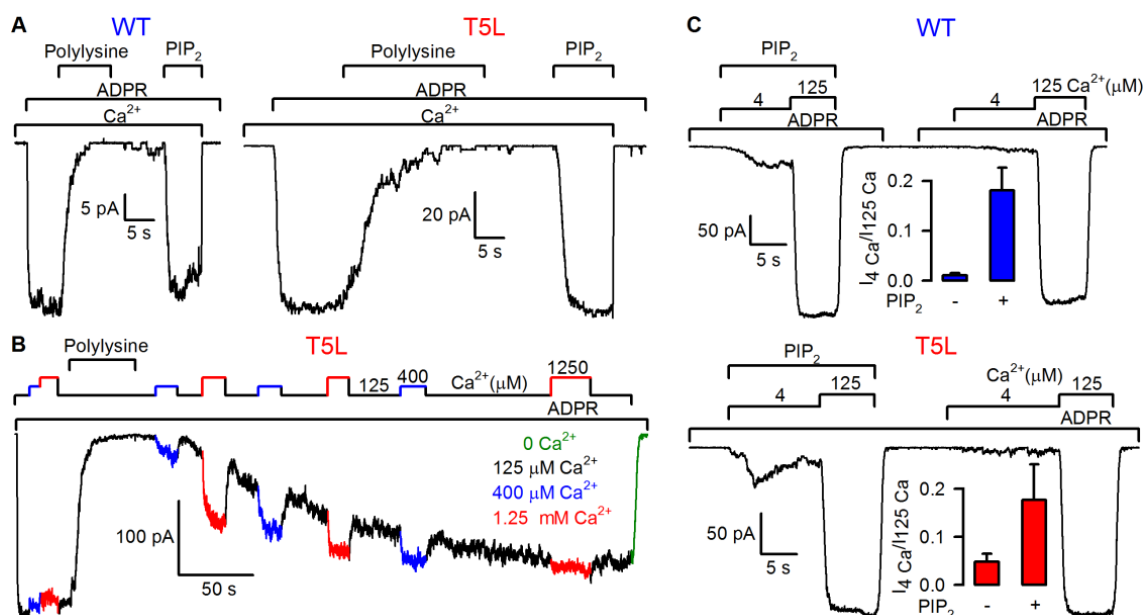 A WT T5L
Polylysine PIP2 Polylysine PIP2
ADPR ADPR
Ca2+ Ca2+
5 pA
5 s
20 pA
5 s
B T5L
Polylysine
125 400 Ca2+(μM) 1250
ADPR
0 Ca2+
125 μM Ca2+
400 μM Ca2+
1.25 mM Ca2+
100 pA
50 s
C WT
PIP2
4 125 4 125 Ca2+(μM)
ADPR ADPR
50 pA
5 s
I4 Ca/I125 Ca
0.2
0.1
0.0
PIP2 - +
T5L
PIP2
4 125 Ca2+(μM) 4 125
ADPR
50 pA
5 s
I4 Ca/I125 Ca
0.2
0.1
0.0
PIP2 - +